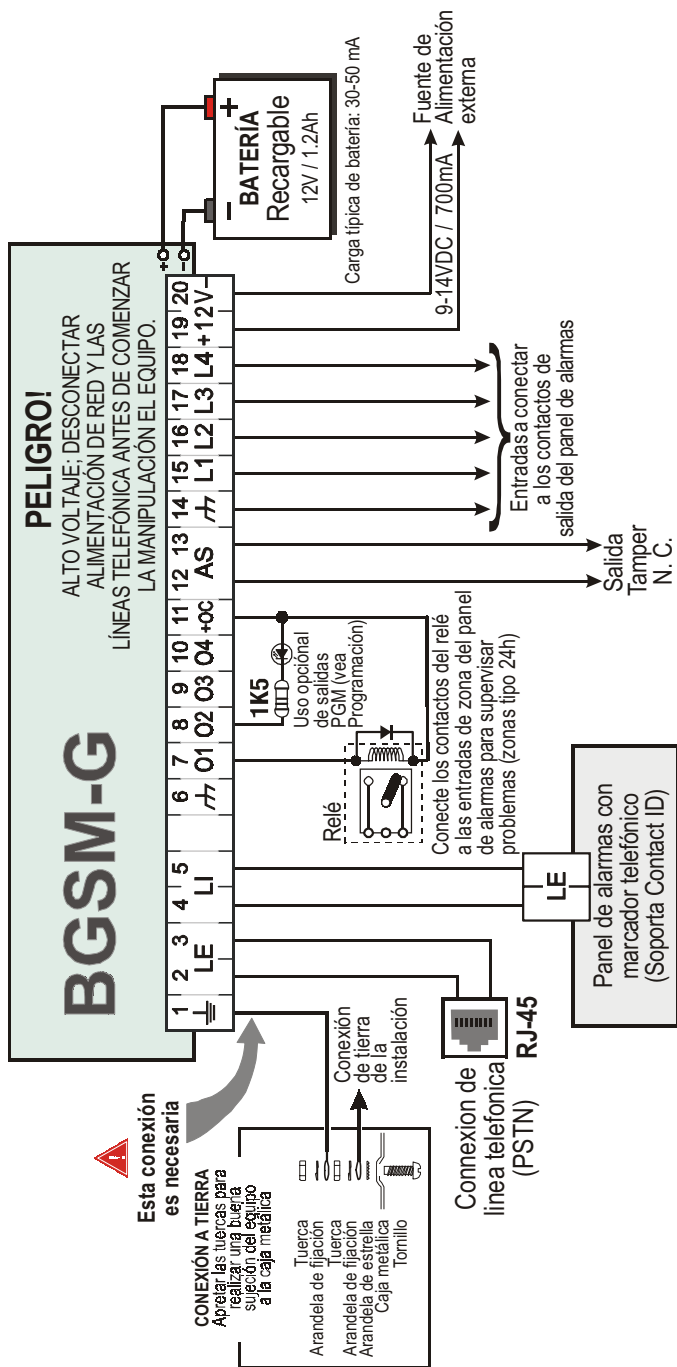 BGSM-G
PELIGRO!
ALTO VOLTAJE; DESCONECTAR
ALIMENTACIÓN DE RED Y LAS
LÍNEAS TELEFÓNICA ANTES DE COMENZAR
LA MANIPULACIÓN EL EQUIPO.
1 2 3 4 5 6 7 8 9 10 11 12 13 14 15 16 17 18 19 20
LE LI O1 O2 O3 O4 +OC AS L1 L2 L3 L4 +12V-
+
-
+
-
BATERÍA
Recargable
12V / 1.2Ah
Carga típica de batería: 30-50 mA
Esta conexión
es necesaria
CONEXIÓN A TIERRA
Apretar las tuercas para
realizar una buena
sujeción del equipo
a la caja metálica
Tuerca
Arandela de fijación
Tuerca
Arandela de fijación
Arandela de estrella
Caja metálica
Tornillo
Conexión
de tierra
de la
instalación
RJ-45
Connexion de
linea telefonica
(PSTN)
LE
Panel de alarmas con
marcador telefónico
(Soporta Contact ID)
Relé
1K5
Uso opciónal
de salidas
PGM (vea
Programación)
Conecte los contactos del relé
a las entradas de zona del panel
de alarmas para supervisar
problemas (zonas tipo 24h)
Salida
Tamper
N. C.
Entradas a conectar
a los contactos de
salida del panel de alarmas
9-14VDC / 700mA
Fuente de
Alimentación
externa